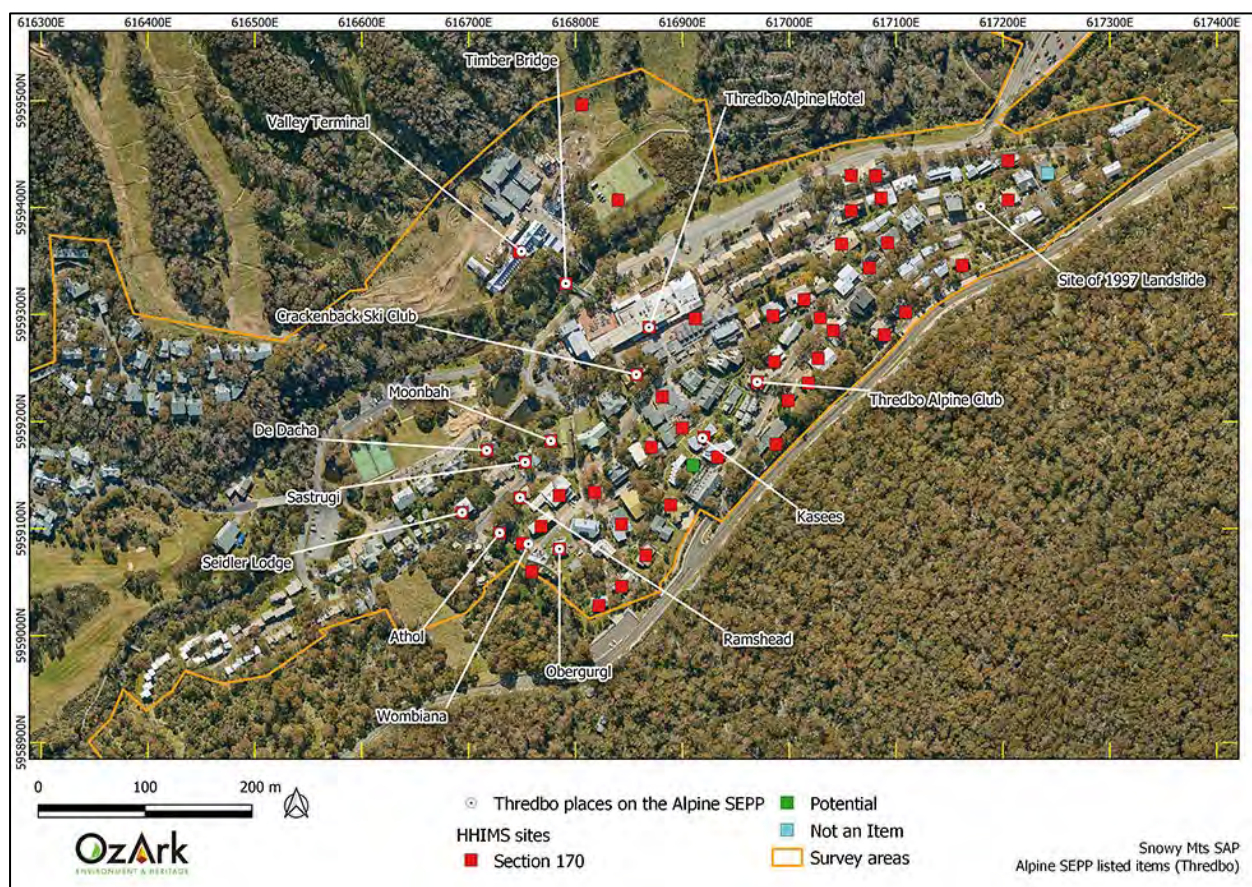 616300E 616400E 616500E 616600E 616700E 616800E 616900E 617000E 617100E 617200E 617300E 617400E
5959500N
5959400N
5959300N
5959200N
5959100N
5959000N
5958900N
Timber Bridge
Thredbo Alpine Hotel
Valley Terminal
Site of 1997 Landslide
Crackenback Ski Club
Moonbah
Thredbo Alpine Club
De Dacha
Sastrugi
Kasees
Seidler Lodge
Athol
Ramshead
Obergurgl
Wombiana
0 100 200 m
Thredbo places on the Alpine SEPP
HHIMS sites
Section 170
Potential
Not an Item
Survey areas
OzArk
ENVIRONMENT & HERITAGE
Snowy Mts SAP
Alpine SEPP listed items (Thredbo)